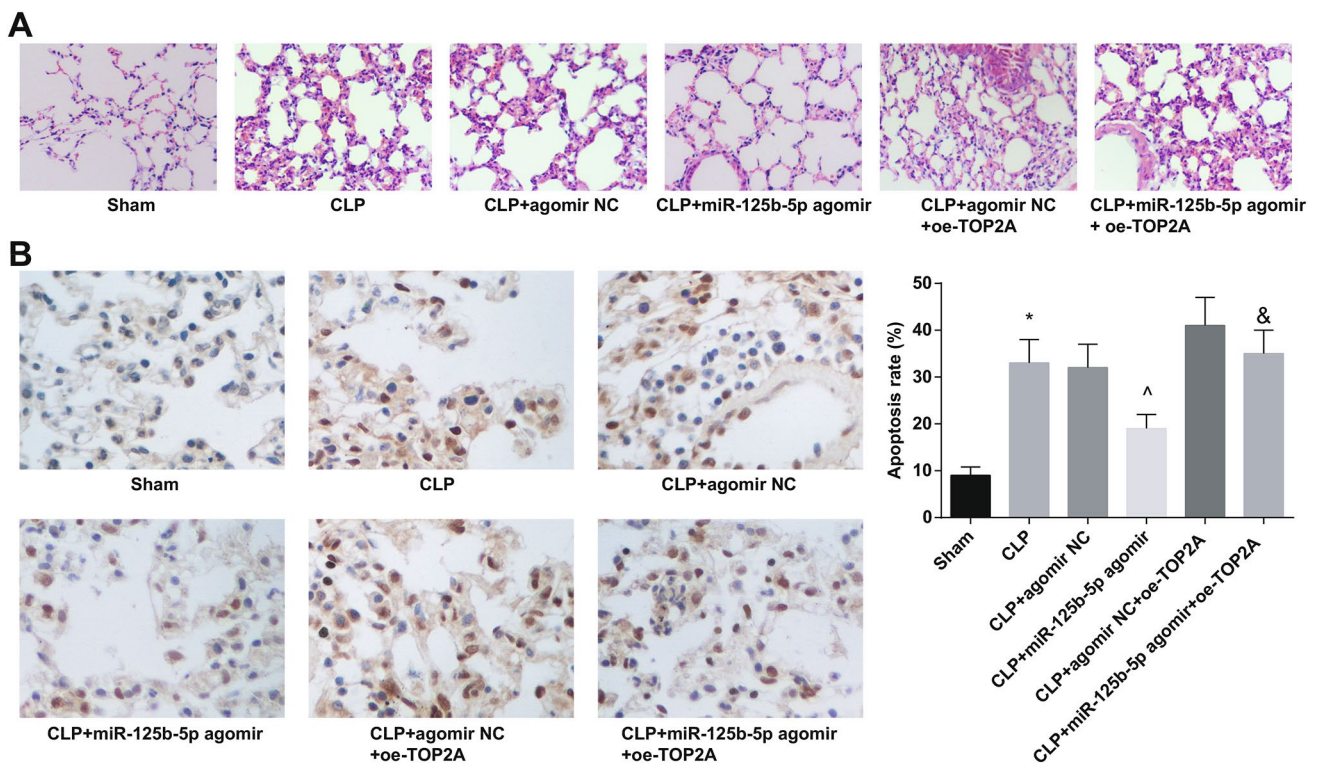 A
Sham
CLP
CLP+agomir NC
CLP+miR-125b-5p agomir
CLP+agomir NC
+oe-TOP2A
CLP+miR-125b-5p agomir
+ oe-TOP2A
B
Sham
CLP
CLP+agomir NC
CLP+miR-125b-5p agomir
CLP+agomir NC
+oe-TOP2A
CLP+miR-125b-5p agomir
+oe-TOP2A
Apoptosis rate (%)
50
40
30
20
10
0
*
^
&
Sham
CLP
CLP+agomir NC
CLP+miR-125b-5p agomir
CLP+agomir NC+oe-TOP2A
CLP+miR-125b-5p agomir+oe-TOP2A